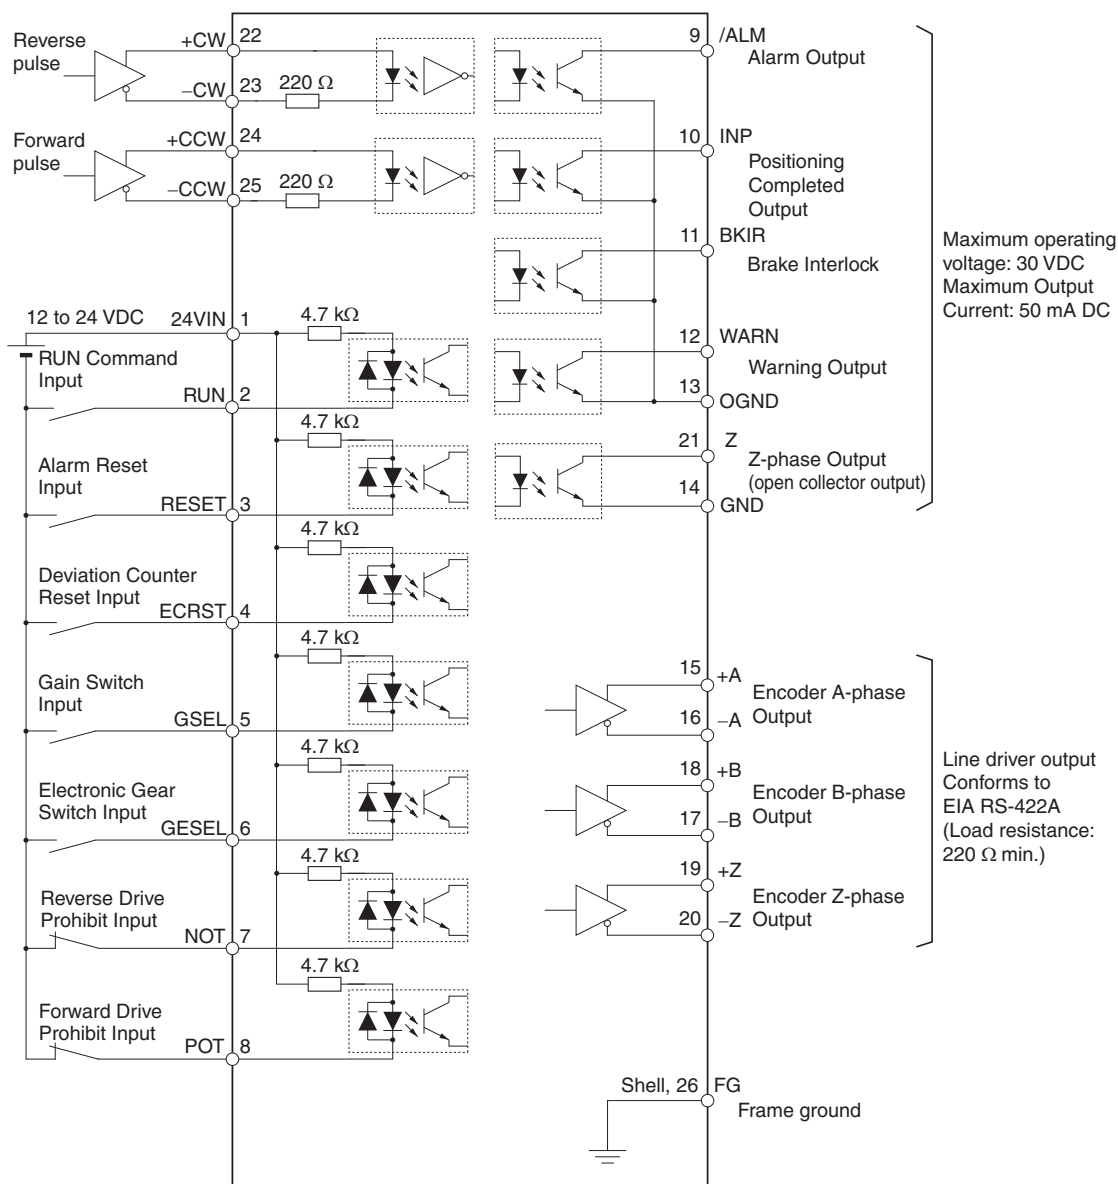 Reverse
pulse
+CW 22
−CW 23
220 Ω
Forward
pulse
+CCW 24
−CCW 25
220 Ω
12 to 24 VDC
24VIN 1
4.7 kΩ
RUN Command
Input
RUN 2
4.7 kΩ
Alarm Reset
Input
RESET 3
4.7 kΩ
Deviation Counter
Reset Input
ECRST 4
4.7 kΩ
Gain Switch
Input
GSEL 5
4.7 kΩ
Electronic Gear
Switch Input
GESEL 6
4.7 kΩ
Reverse Drive
Prohibit Input
NOT 7
4.7 kΩ
Forward Drive
Prohibit Input
POT 8
9 /ALM
Alarm Output
10 INP
Positioning
Completed
Output
11 BKIR
Brake Interlock
12 WARN
Warning Output
13 OGND
21 Z
Z-phase Output
(open collector output)
14 GND
Maximum operating
voltage: 30 VDC
Maximum Output
Current: 50 mA DC
15 +A
Encoder A-phase
Output
16 −A
18 +B
Encoder B-phase
Output
17 −B
19 +Z
Encoder Z-phase
Output
20 −Z
Line driver output
Conforms to
EIA RS-422A
(Load resistance:
220 Ω min.)
Shell, 26 FG
Frame ground